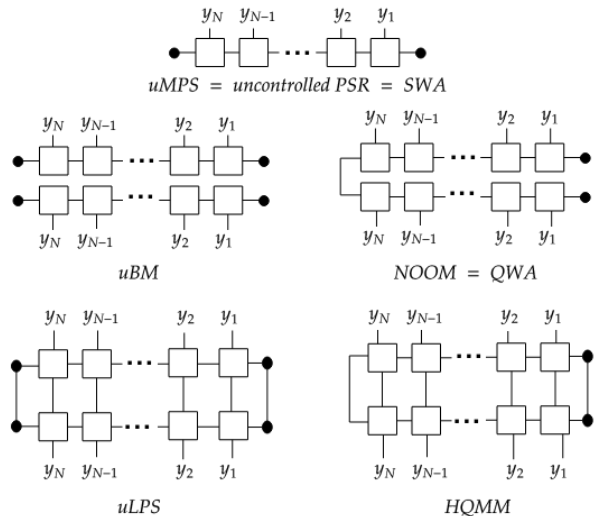 y_N y_{N-1} ... y_2 y_1
uMPS = uncontrolled PSR = SWA
y_N y_{N-1} ... y_2 y_1
y_N y_{N-1} ... y_2 y_1
uBM
y_N y_{N-1} ... y_2 y_1
y_N y_{N-1} ... y_2 y_1
NOOM = QWA
y_N y_{N-1} ... y_2 y_1
y_N y_{N-1} ... y_2 y_1
uLPS
y_N y_{N-1} ... y_2 y_1
y_N y_{N-1} ... y_2 y_1
HQMM